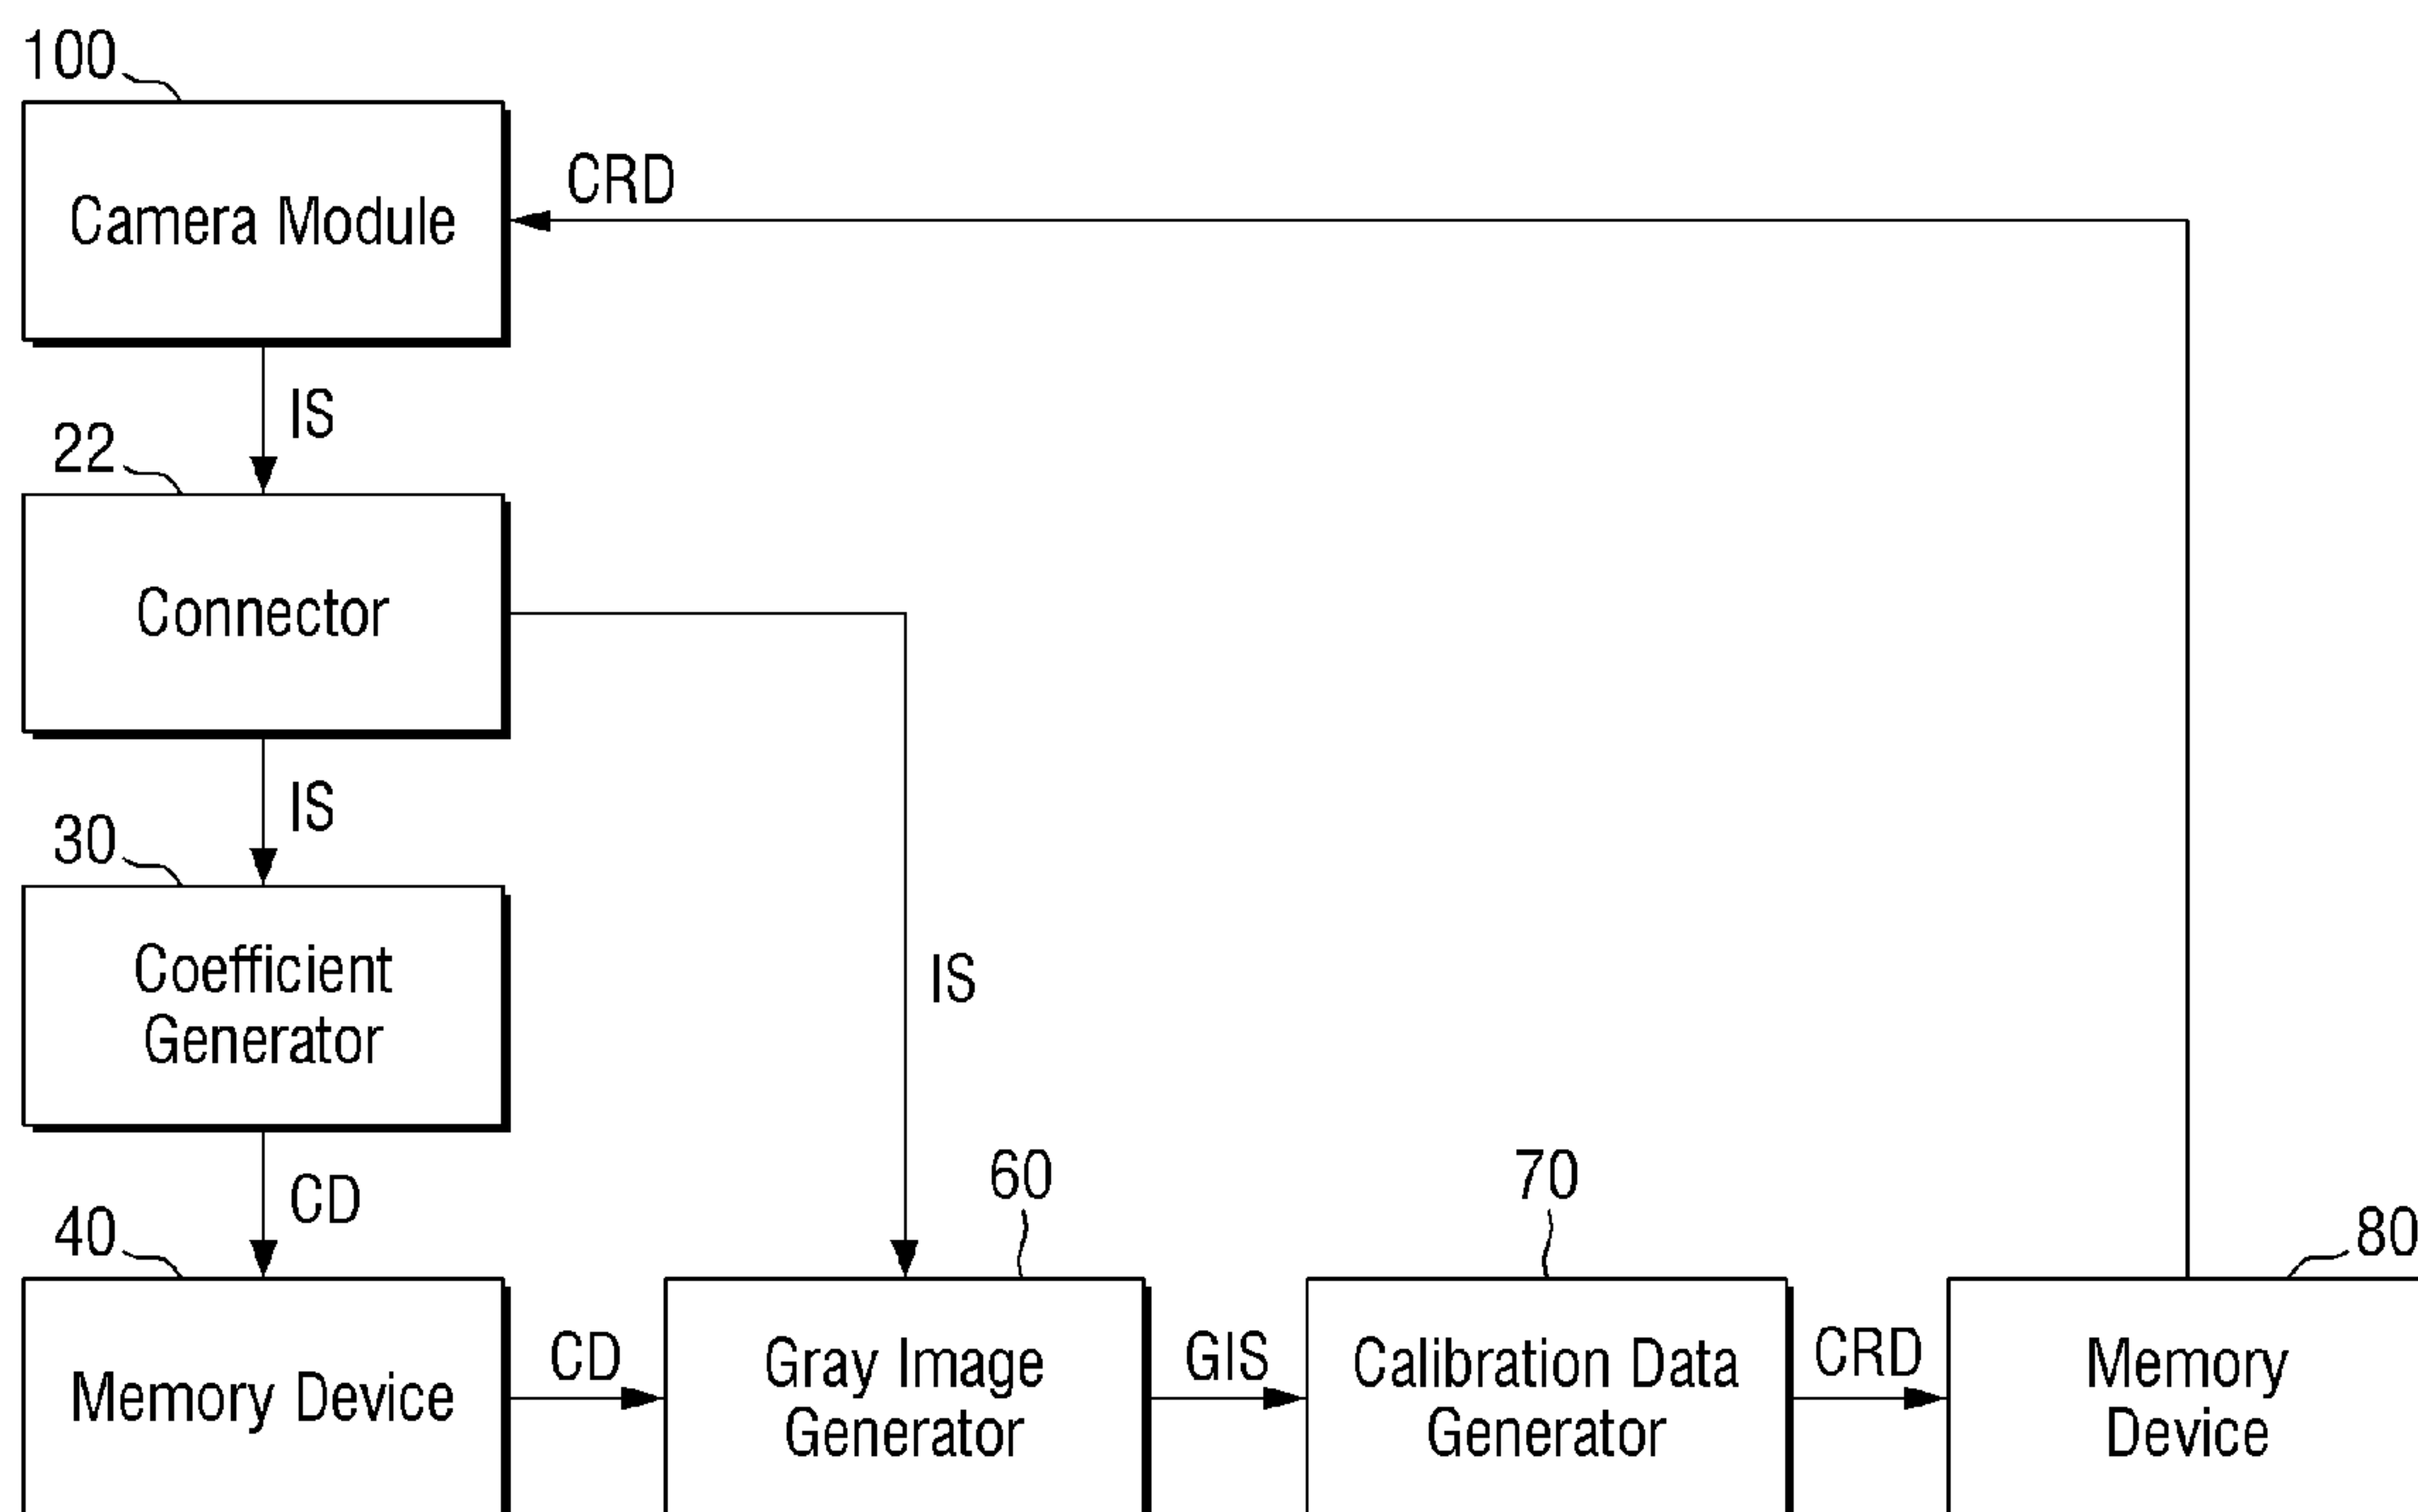 100
Camera Module
CRD
IS
22
Connector
IS
30
Coefficient
Generator
IS
CD
40
Memory Device
CD
60
Gray Image
Generator
GIS
70
Calibration Data
Generator
CRD
80
Memory
Device